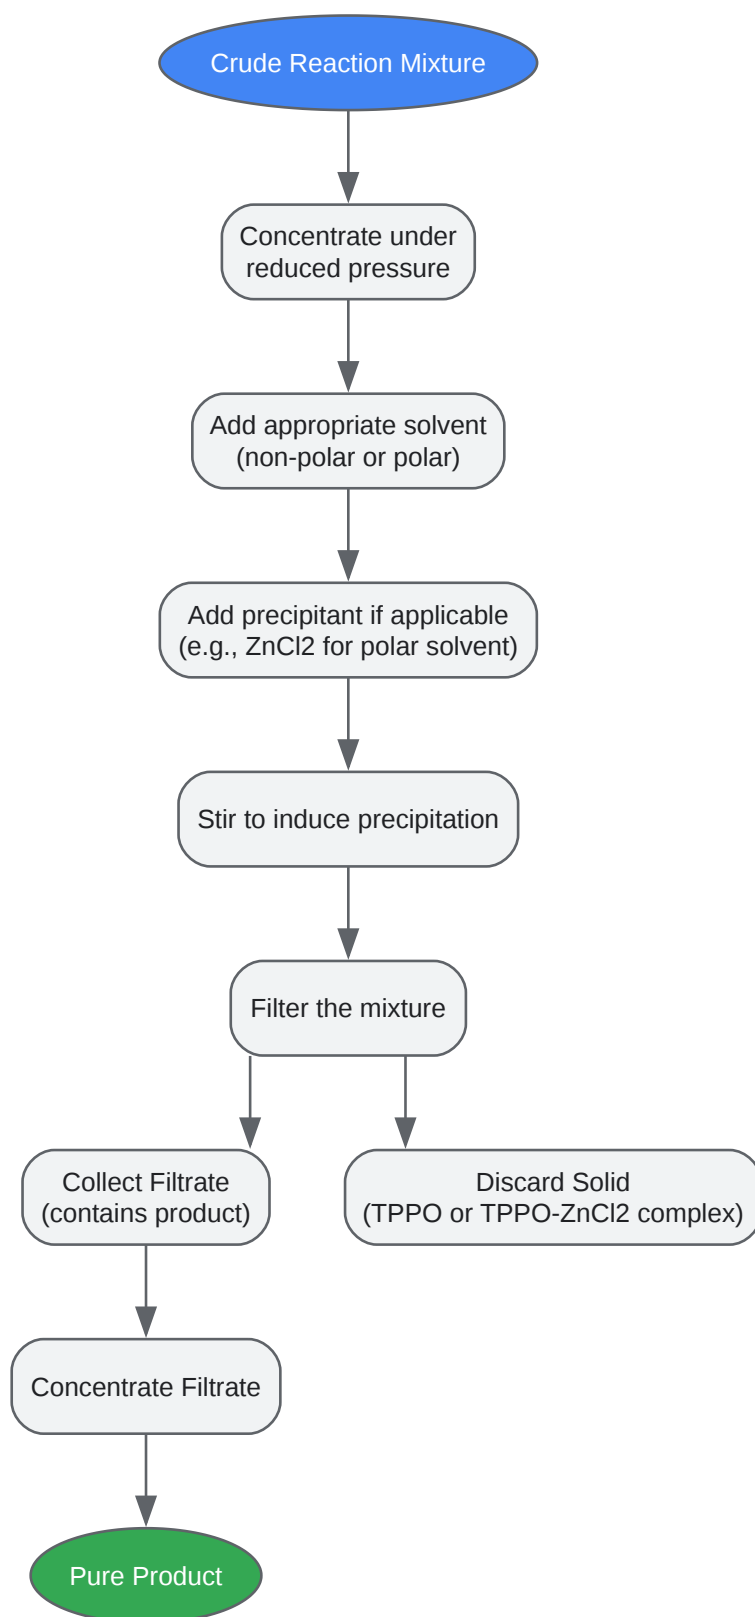 Crude Reaction Mixture
Concentrate under
reduced pressure
Add appropriate solvent
(non-polar or polar)
Add precipitant if applicable
(e.g., ZnCl2 for polar solvent)
Stir to induce precipitation
Filter the mixture
Collect Filtrate
(contains product)
Discard Solid
(TPPO or TPPO-ZnCl2 complex)
Concentrate Filtrate
Pure Product